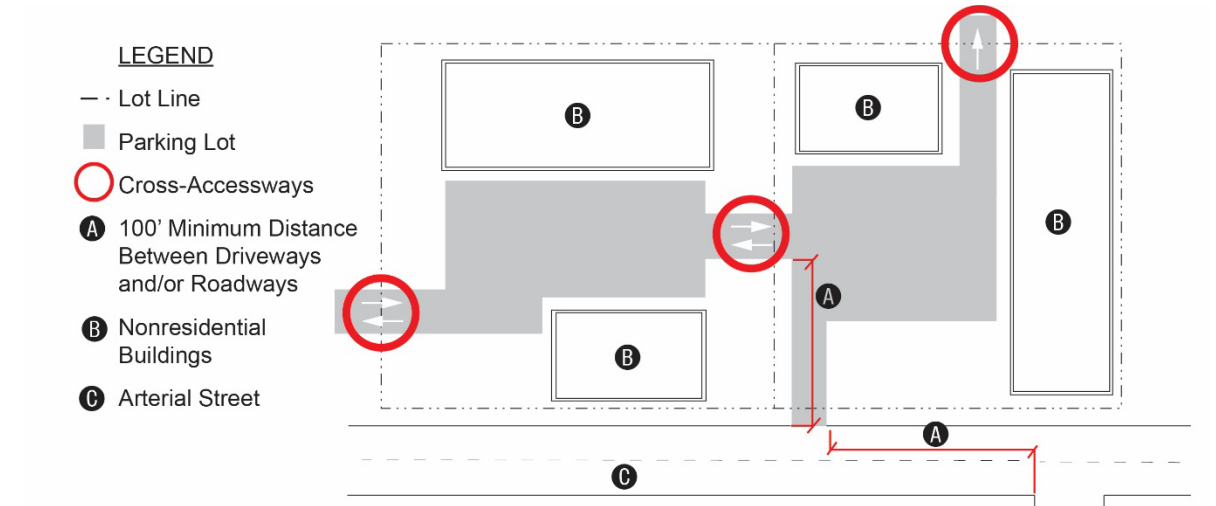 LEGEND
Lot Line
Parking Lot
Cross-Accessways
A 100' Minimum Distance
Between Driveways
and/or Roadways
B Nonresidential
Buildings
C Arterial Street
B
B
B
A
B
A
C